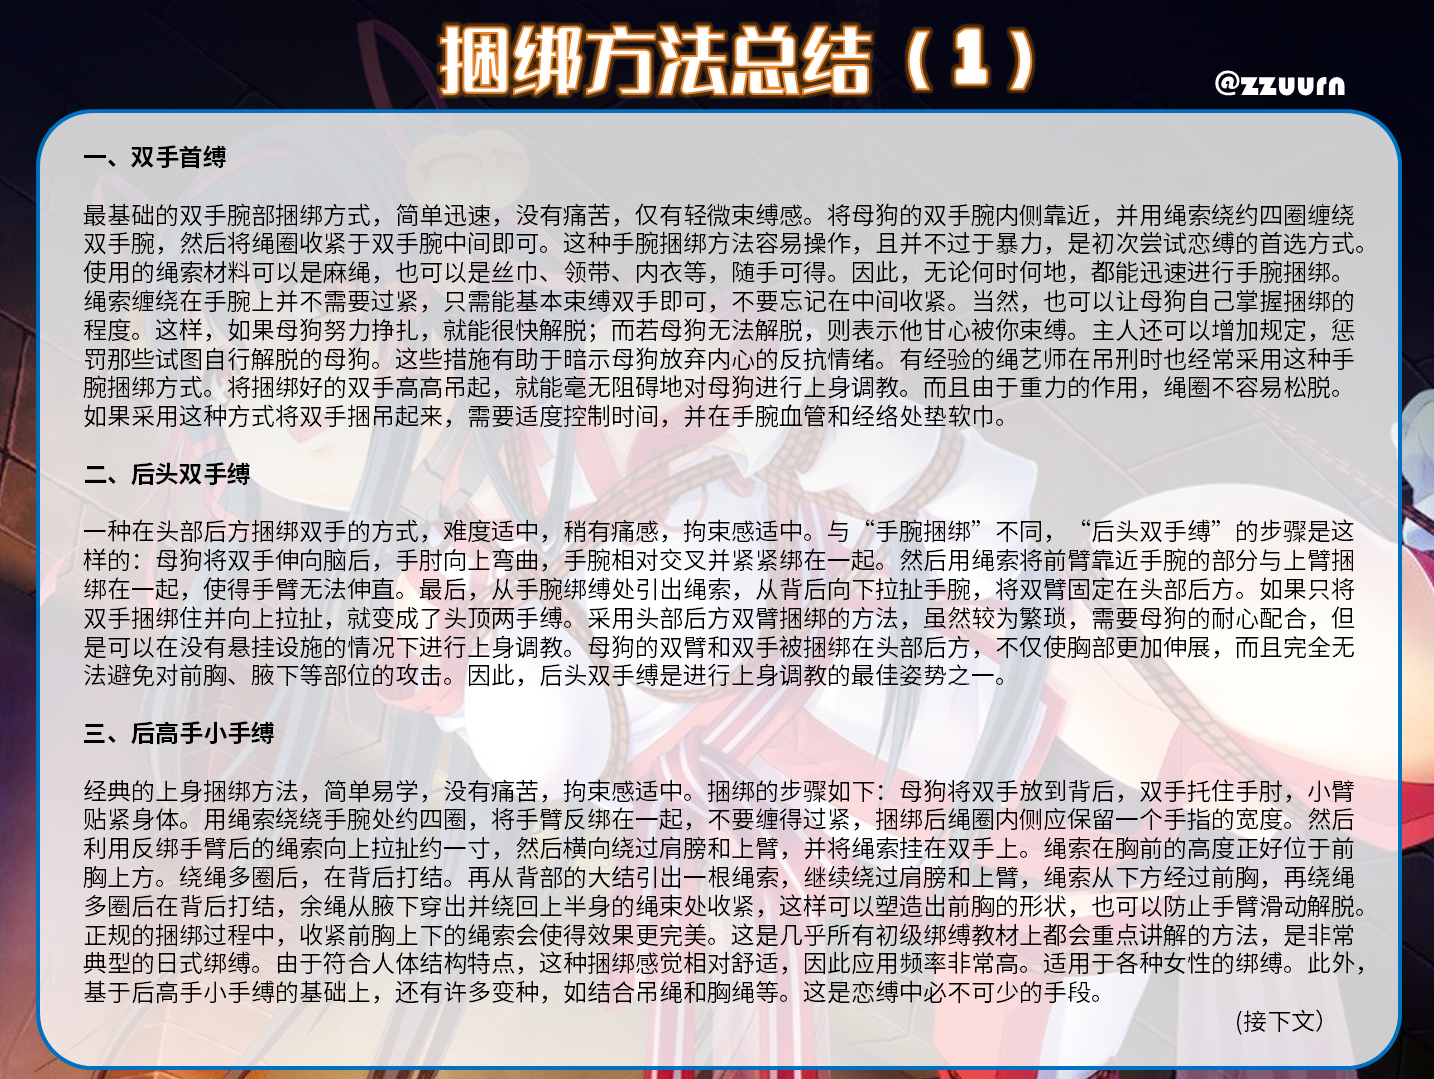 捆绑方法总结（1）
@zzuurn
一、双手首缚
最基础的双手腕部捆绑方式，简单迅速，没有痛苦，仅有轻微束缚感。将母狗的双手腕内侧靠近，并用绳索绕约四圈缠绕
双手腕，然后将绳圈收紧于双手腕中间即可。这种手腕捆绑方法容易操作，且并不过于暴力，是初次尝试恋缚的首选方式。
使用的绳索材料可以是麻绳，也可以是丝巾、领带、内衣等，随手可得。因此，无论何时何地，都能迅速进行手腕捆绑。
绳索缠绕在手腕上并不需要过紧，只需能基本束缚双手即可，不要忘记在中间收紧。当然，也可以让母狗自己掌握捆绑的
程度。这样，如果母狗努力挣扎，就能很快解脱；而若母狗无法解脱，则表示他甘心被你束缚。主人还可以增加规定，惩
罚那些试图自行解脱的母狗。这些措施有助于暗示母狗放弃内心的反抗情绪。有经验的绳艺师在吊刑时也经常采用这种手
腕捆绑方式。将捆绑好的双手高高吊起，就能毫无阻碍地对母狗进行上身调教。而且由于重力的作用，绳圈不容易松脱。
如果采用这种方式将双手捆吊起来，需要适度控制时间，并在手腕血管和经络处垫软巾。
二、后头双手缚
一种在头部后方捆绑双手的方式，难度适中，稍有痛感，拘束感适中。与“手腕捆绑”不同，“后头双手缚”的步骤是这
样的：母狗将双手伸向脑后，手肘向上弯曲，手腕相对交叉并紧紧绑在一起。然后用绳索将前臂靠近手腕的部分与上臂捆
绑在一起，使得手臂无法伸直。最后，从手腕绑缚处引出绳索，从背后向下拉扯手腕，将双臂固定在头部后方。如果只将
双手捆绑住并向上拉扯，就变成了头顶两手缚。采用头部后方双臂捆绑的方法，虽然较为繁琐，需要母狗的耐心配合，但
是可以在没有悬挂设施的情况下进行上身调教。母狗的双臂和双手被捆绑在头部后方，不仅使胸部更加伸展，而且完全无
法避免对前胸、腋下等部位的攻击。因此，后头双手缚是进行上身调教的最佳姿势之一。
三、后高手小手缚
经典的上身捆绑方法，简单易学，没有痛苦，拘束感适中。捆绑的步骤如下：母狗将双手放到背后，双手托住手肘，小臂
贴紧身体。用绳索绕绕手腕处约四圈，将手臂反绑在一起，不要缠得过紧，捆绑后绳圈内侧应保留一个手指的宽度。然后
利用反绑手臂后的绳索向上拉扯约一寸，然后横向绕过肩膀和上臂，并将绳索挂在双手上。绳索在胸前的高度正好位于前
胸上方。绕绳多圈后，在背后打结。再从背部的大结引出一根绳索，继续绕过肩膀和上臂，绳索从下方经过前胸，再绕绳
多圈后在背后打结，余绳从腋下穿出并绕回上半身的绳束处收紧，这样可以塑造出前胸的形状，也可以防止手臂滑动解脱。
正规的捆绑过程中，收紧前胸上下的绳索会使得效果更完美。这是几乎所有初级绑缚教材上都会重点讲解的方法，是非常
典型的日式绑缚。由于符合人体结构特点，这种捆绑感觉相对舒适，因此应用频率非常高。适用于各种女性的绑缚。此外，
基于后高手小手缚的基础上，还有许多变种，如结合吊绳和胸绳等。这是恋缚中必不可少的手段。
(接下文）